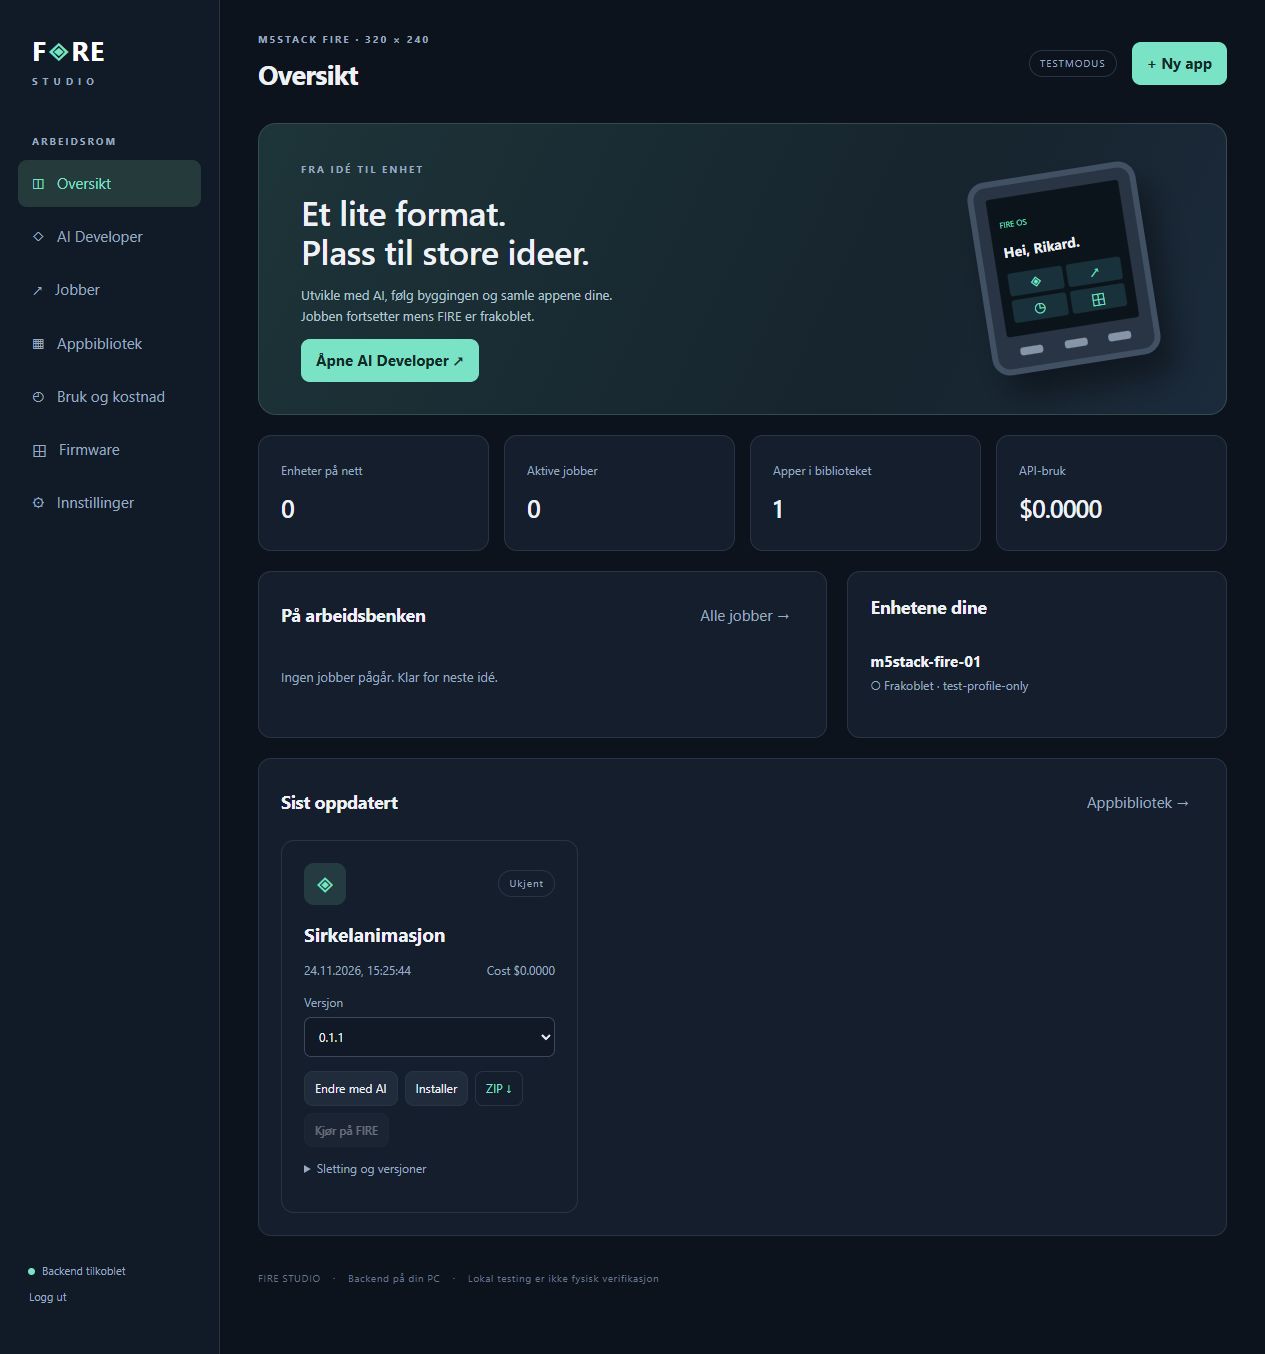 F◈RE
STUDIO
ARBEIDSROM
Oversikt
AI Developer
Jobber
Appbibliotek
Bruk og kostnad
Firmware
Innstillinger
Backend tilkoblet
Logg ut
M5STACK FIRE · 320 × 240
Oversikt
TESTMODUS
+ Ny app
FRA IDÉ TIL ENHET
Et lite format.
Plass til store ideer.
Utvikle med AI, følg byggingen og samle appene dine.
Jobben fortsetter mens FIRE er frakoblet.
Åpne AI Developer ↗
FIRE OS
Hei, Rikard.
Enheter på nett
0
Aktive jobber
0
Apper i biblioteket
1
API-bruk
$0.0000
På arbeidsbenken
Alle jobber →
Ingen jobber pågår. Klar for neste idé.
Enhetene dine
m5stack-fire-01
○ Frakoblet · test-profile-only
Sist oppdatert
Appbibliotek →
Ukjent
Sirkelanimasjon
24.11.2026, 15:25:44 Cost $0.0000
Versjon
0.1.1
Endre med AI Installer ZIP ↓
Kjør på FIRE
▶ Sletting og versjoner
FIRE STUDIO · Backend på din PC · Lokal testing er ikke fysisk verifikasjon